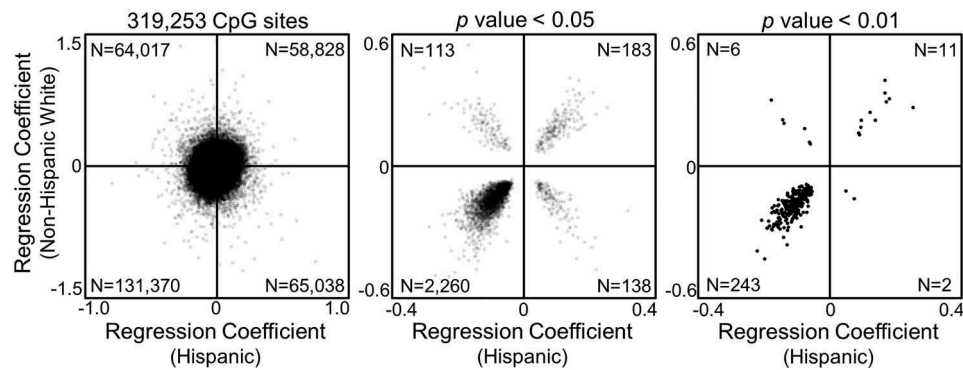 319,253 CpG sites
p value < 0.05
p value < 0.01
Regression Coefficient
(Non-Hispanic White)
1.5
0
-1.5
N=64,017
N=58,828
N=131,370
N=65,038
-1.0
0
1.0
Regression Coefficient
(Hispanic)
0.6
0
-0.6
N=113
N=183
N=2,260
N=138
-0.4
0
0.4
Regression Coefficient
(Hispanic)
0.6
0
-0.6
N=6
N=11
N=243
N=2
-0.4
0
0.4
Regression Coefficient
(Hispanic)